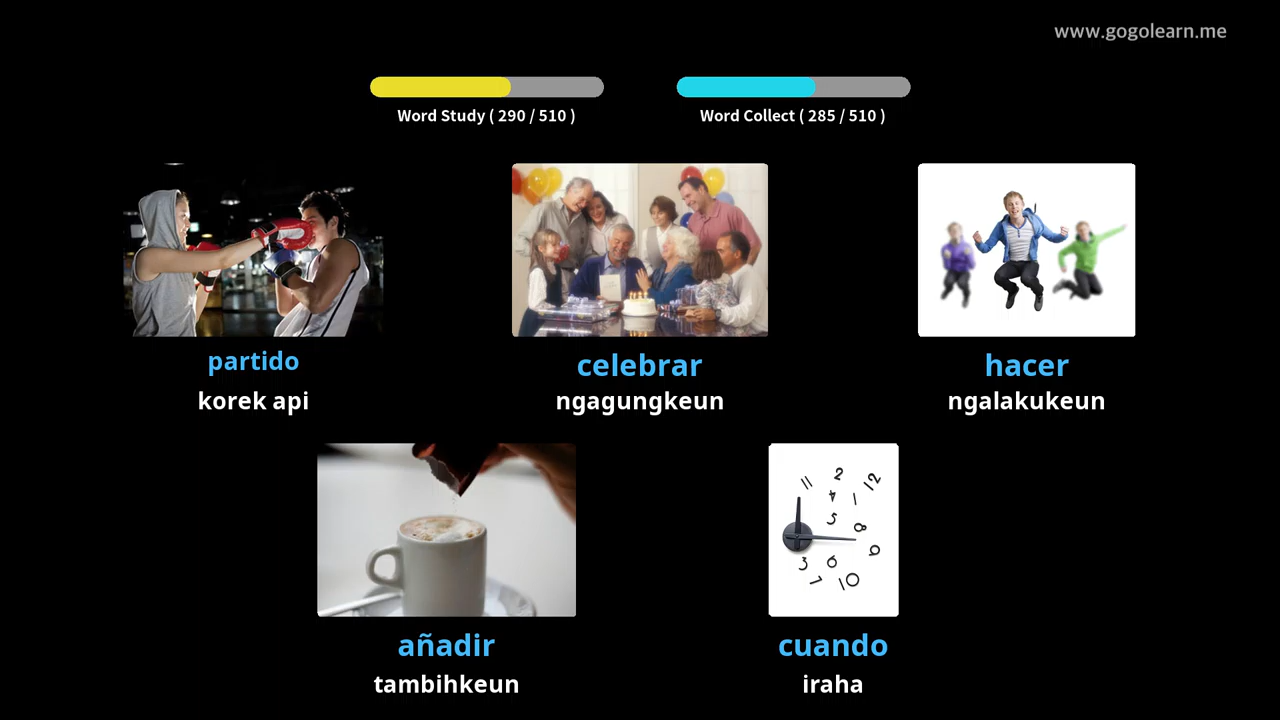 www.gogolearn.me
Word Study ( 290 / 510 )
Word Collect ( 285 / 510 )
partido
korek api
celebrar
ngagungkeun
hacer
ngalakukeun
añadir
tambihkeun
cuando
iraha